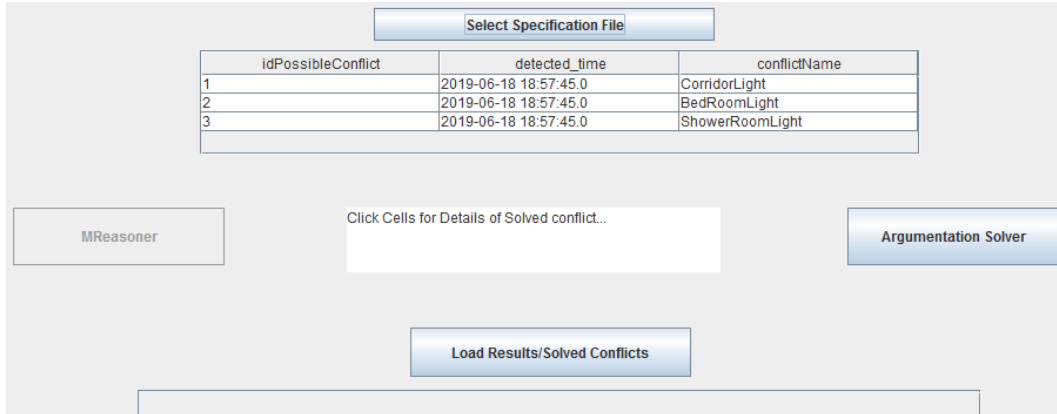 Select Specification File
idPossibleConflict detected_time conflictName
1 2019-06-18 18:57:45.0 CorridorLight
2 2019-06-18 18:57:45.0 BedRoomLight
3 2019-06-18 18:57:45.0 ShowerRoomLight
MReasoner Click Cells for Details of Solved conflict... Argumentation Solver
Load Results/Solved Conflicts